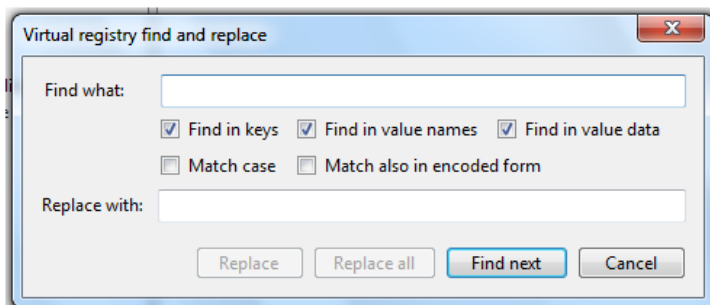 Virtual registry find and replace
Find what:
Find in keys Find in value names Find in value data
Match case Match also in encoded form
Replace with:
Replace Replace all Find next Cancel